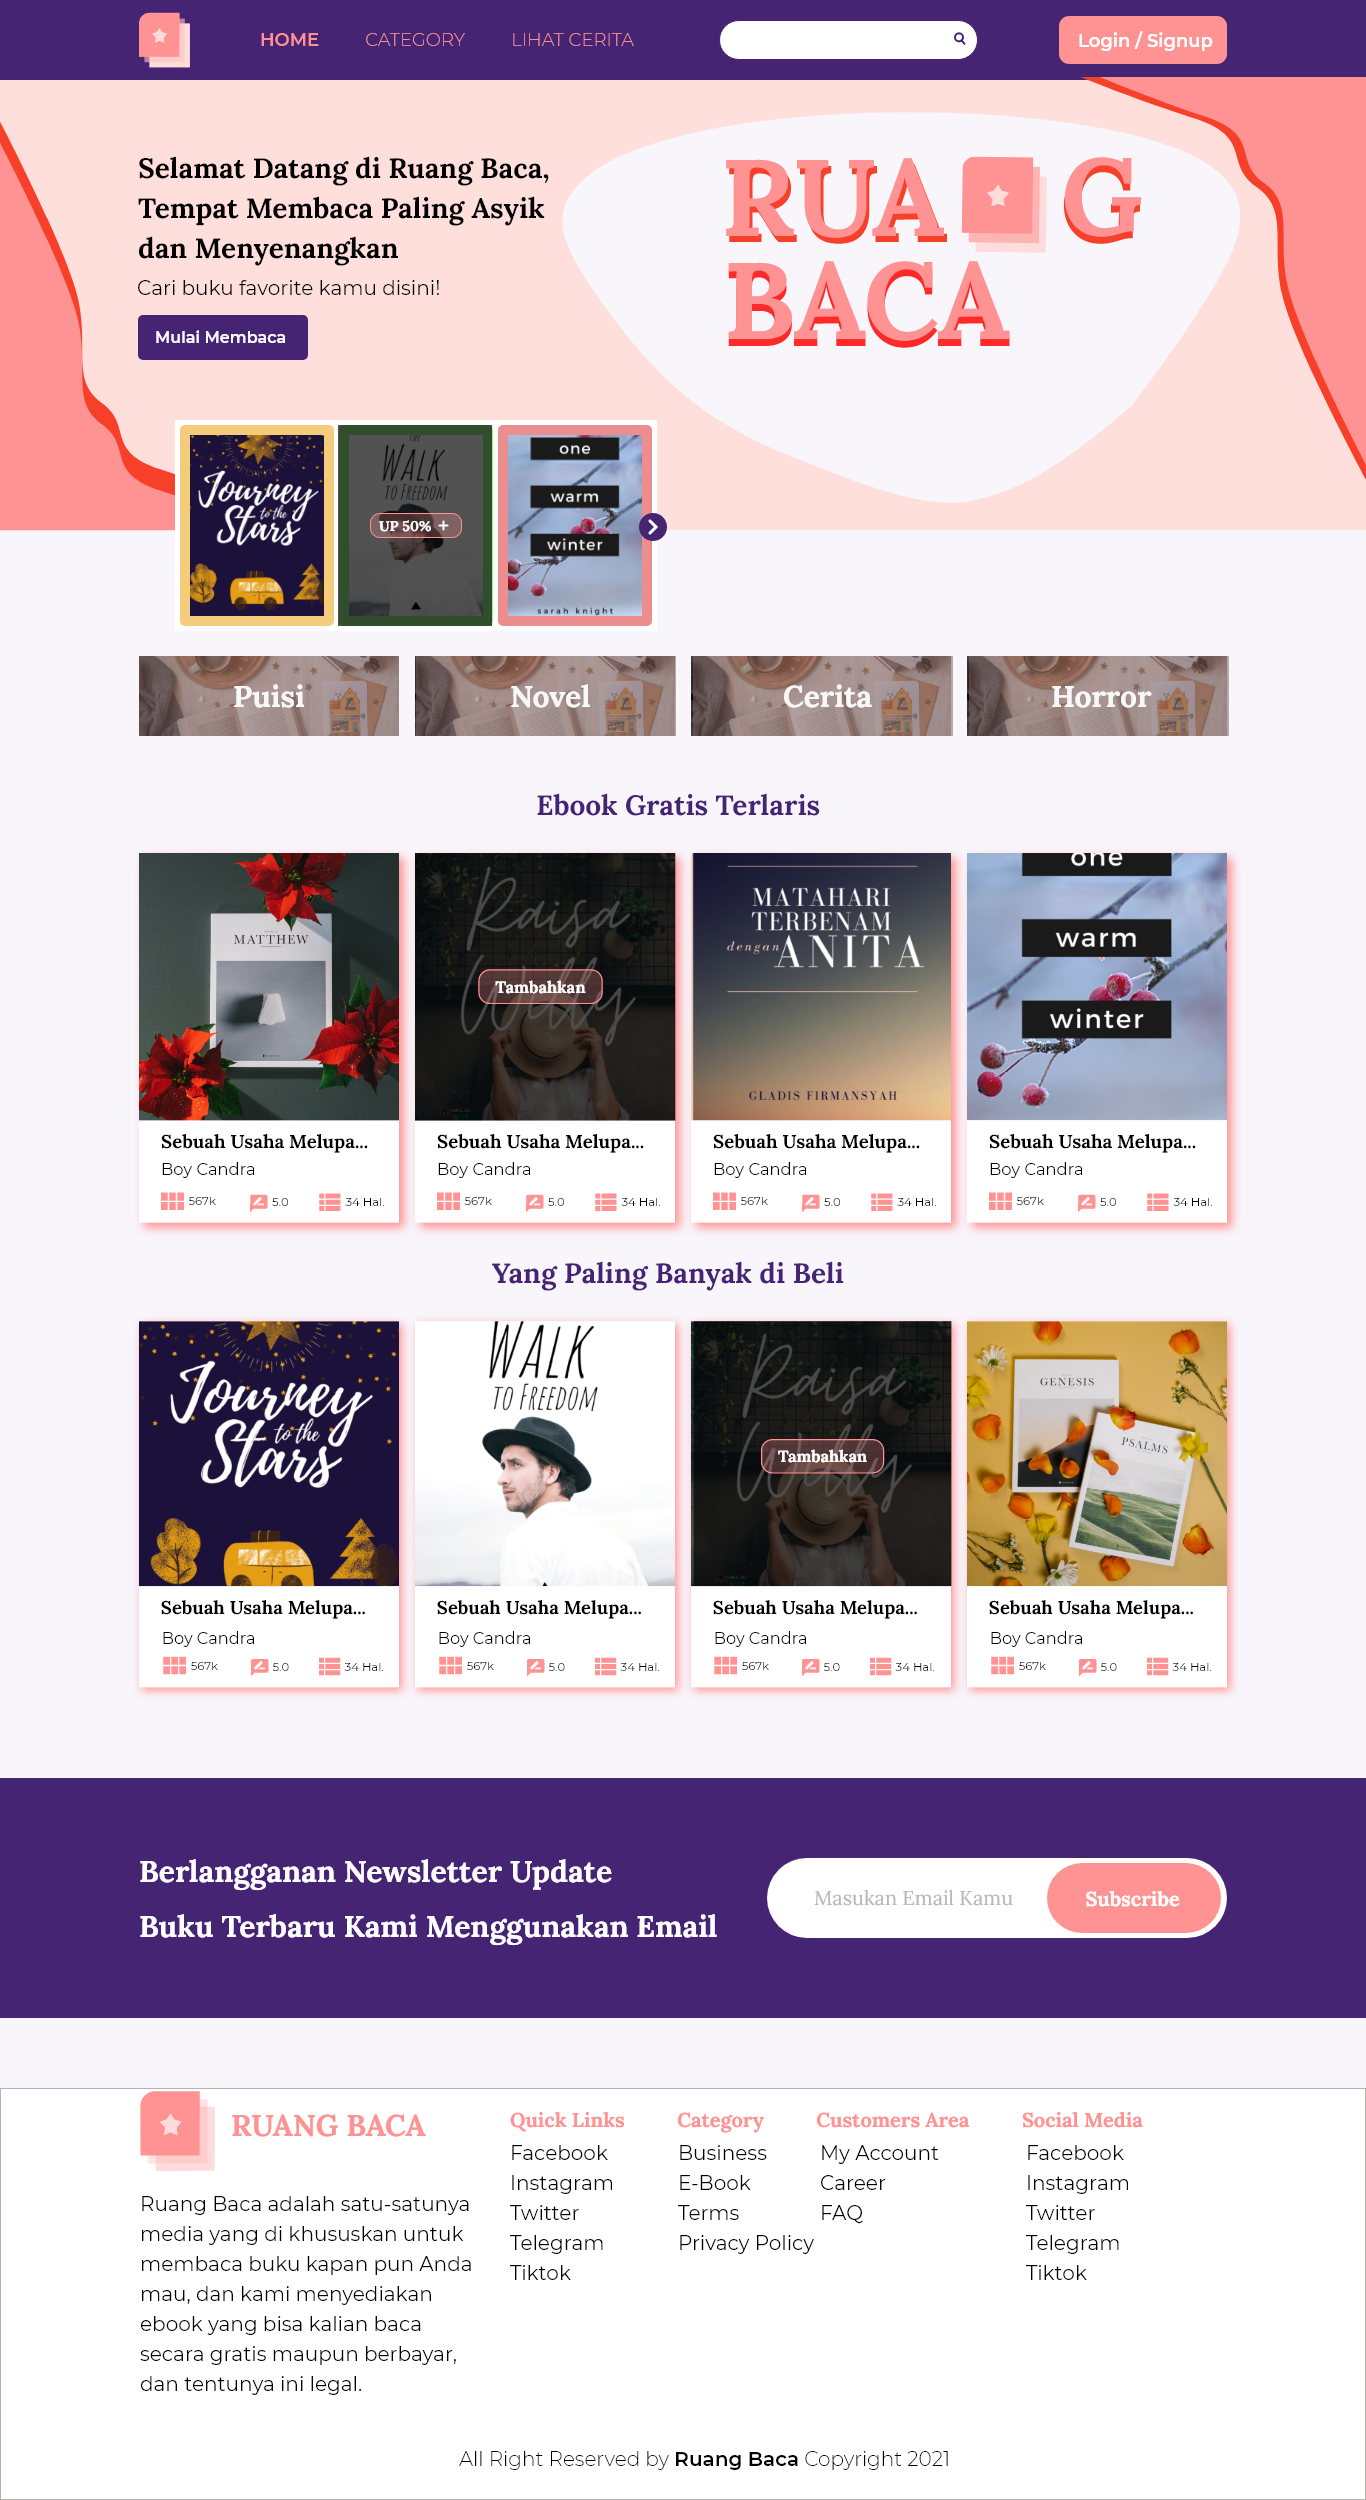 HOME CATEGORY LIHAT CERITA Login / Signup
Selamat Datang di Ruang Baca,
Tempat Membaca Paling Asyik
dan Menyenangkan
Cari buku favorite kamu disini!
Mulai Membaca
RUA G
BACA
Journey
to the
Stars
THE
WALK
TO FREEDOM
UP 50% +
one
warm
winter
sarah knight
Puisi Novel Cerita Horror
Ebook Gratis Terlaris
MATTHEW
Raisa
Willy
Tambahkan
MATAHARI
TERBENAM
dengan ANITA
GLADIS FIRMANSYAH
one
warm
winter
Sebuah Usaha Melupa... Sebuah Usaha Melupa... Sebuah Usaha Melupa... Sebuah Usaha Melupa...
Boy Candra Boy Candra Boy Candra Boy Candra
567k 5.0 34 Hal. 567k 5.0 34 Hal. 567k 5.0 34 Hal. 567k 5.0 34 Hal.
Yang Paling Banyak di Beli
Journey
to the
Stars
WALK
TO FREEDOM
Raisa
Willy
Tambahkan
GENESIS
PSALMS
Sebuah Usaha Melupa... Sebuah Usaha Melupa... Sebuah Usaha Melupa... Sebuah Usaha Melupa...
Boy Candra Boy Candra Boy Candra Boy Candra
567k 5.0 34 Hal. 567k 5.0 34 Hal. 567k 5.0 34 Hal. 567k 5.0 34 Hal.
Berlangganan Newsletter Update
Buku Terbaru Kami Menggunakan Email
Masukan Email Kamu Subscribe
RUANG BACA
Ruang Baca adalah satu-satunya
media yang di khususkan untuk
membaca buku kapan pun Anda
mau, dan kami menyediakan
ebook yang bisa kalian baca
secara gratis maupun berbayar,
dan tentunya ini legal.
Quick Links
Facebook
Instagram
Twitter
Telegram
Tiktok
Category
Business
E-Book
Terms
Privacy Policy
Customers Area
My Account
Career
FAQ
Social Media
Facebook
Instagram
Twitter
Telegram
Tiktok
All Right Reserved by Ruang Baca Copyright 2021